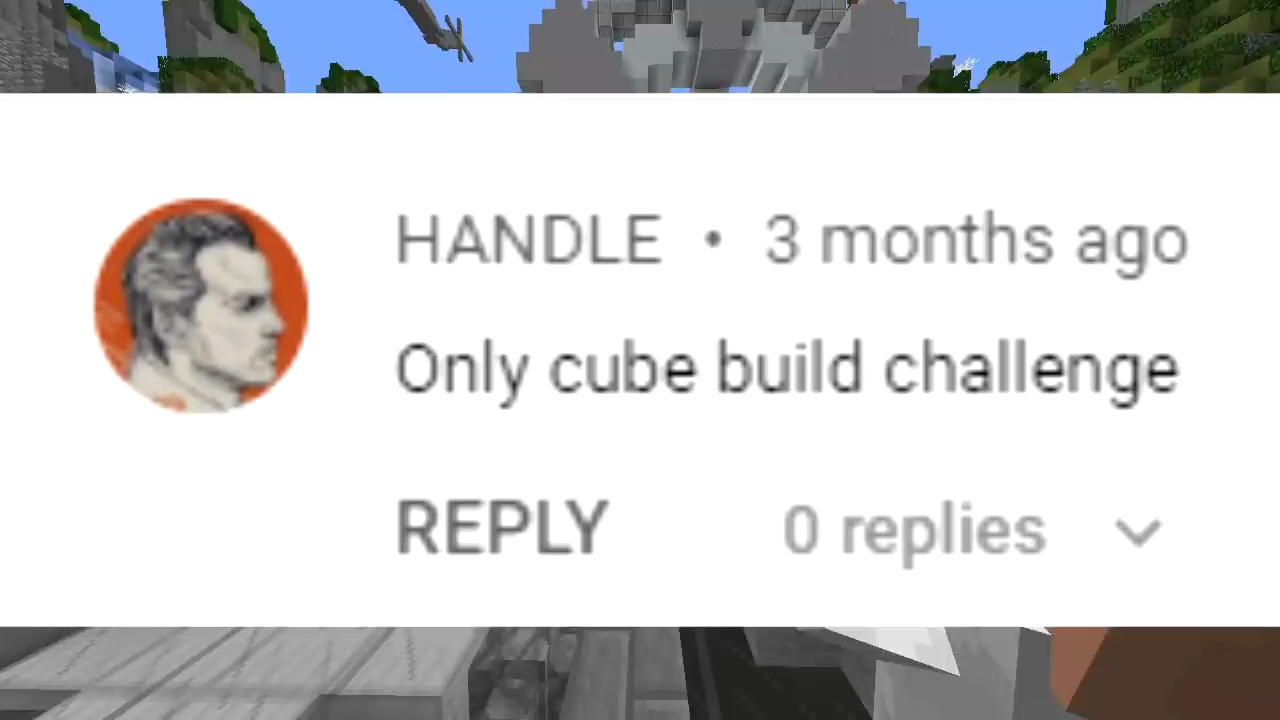 HANDLE • 3 months ago
Only cube build challenge
REPLY 0 replies